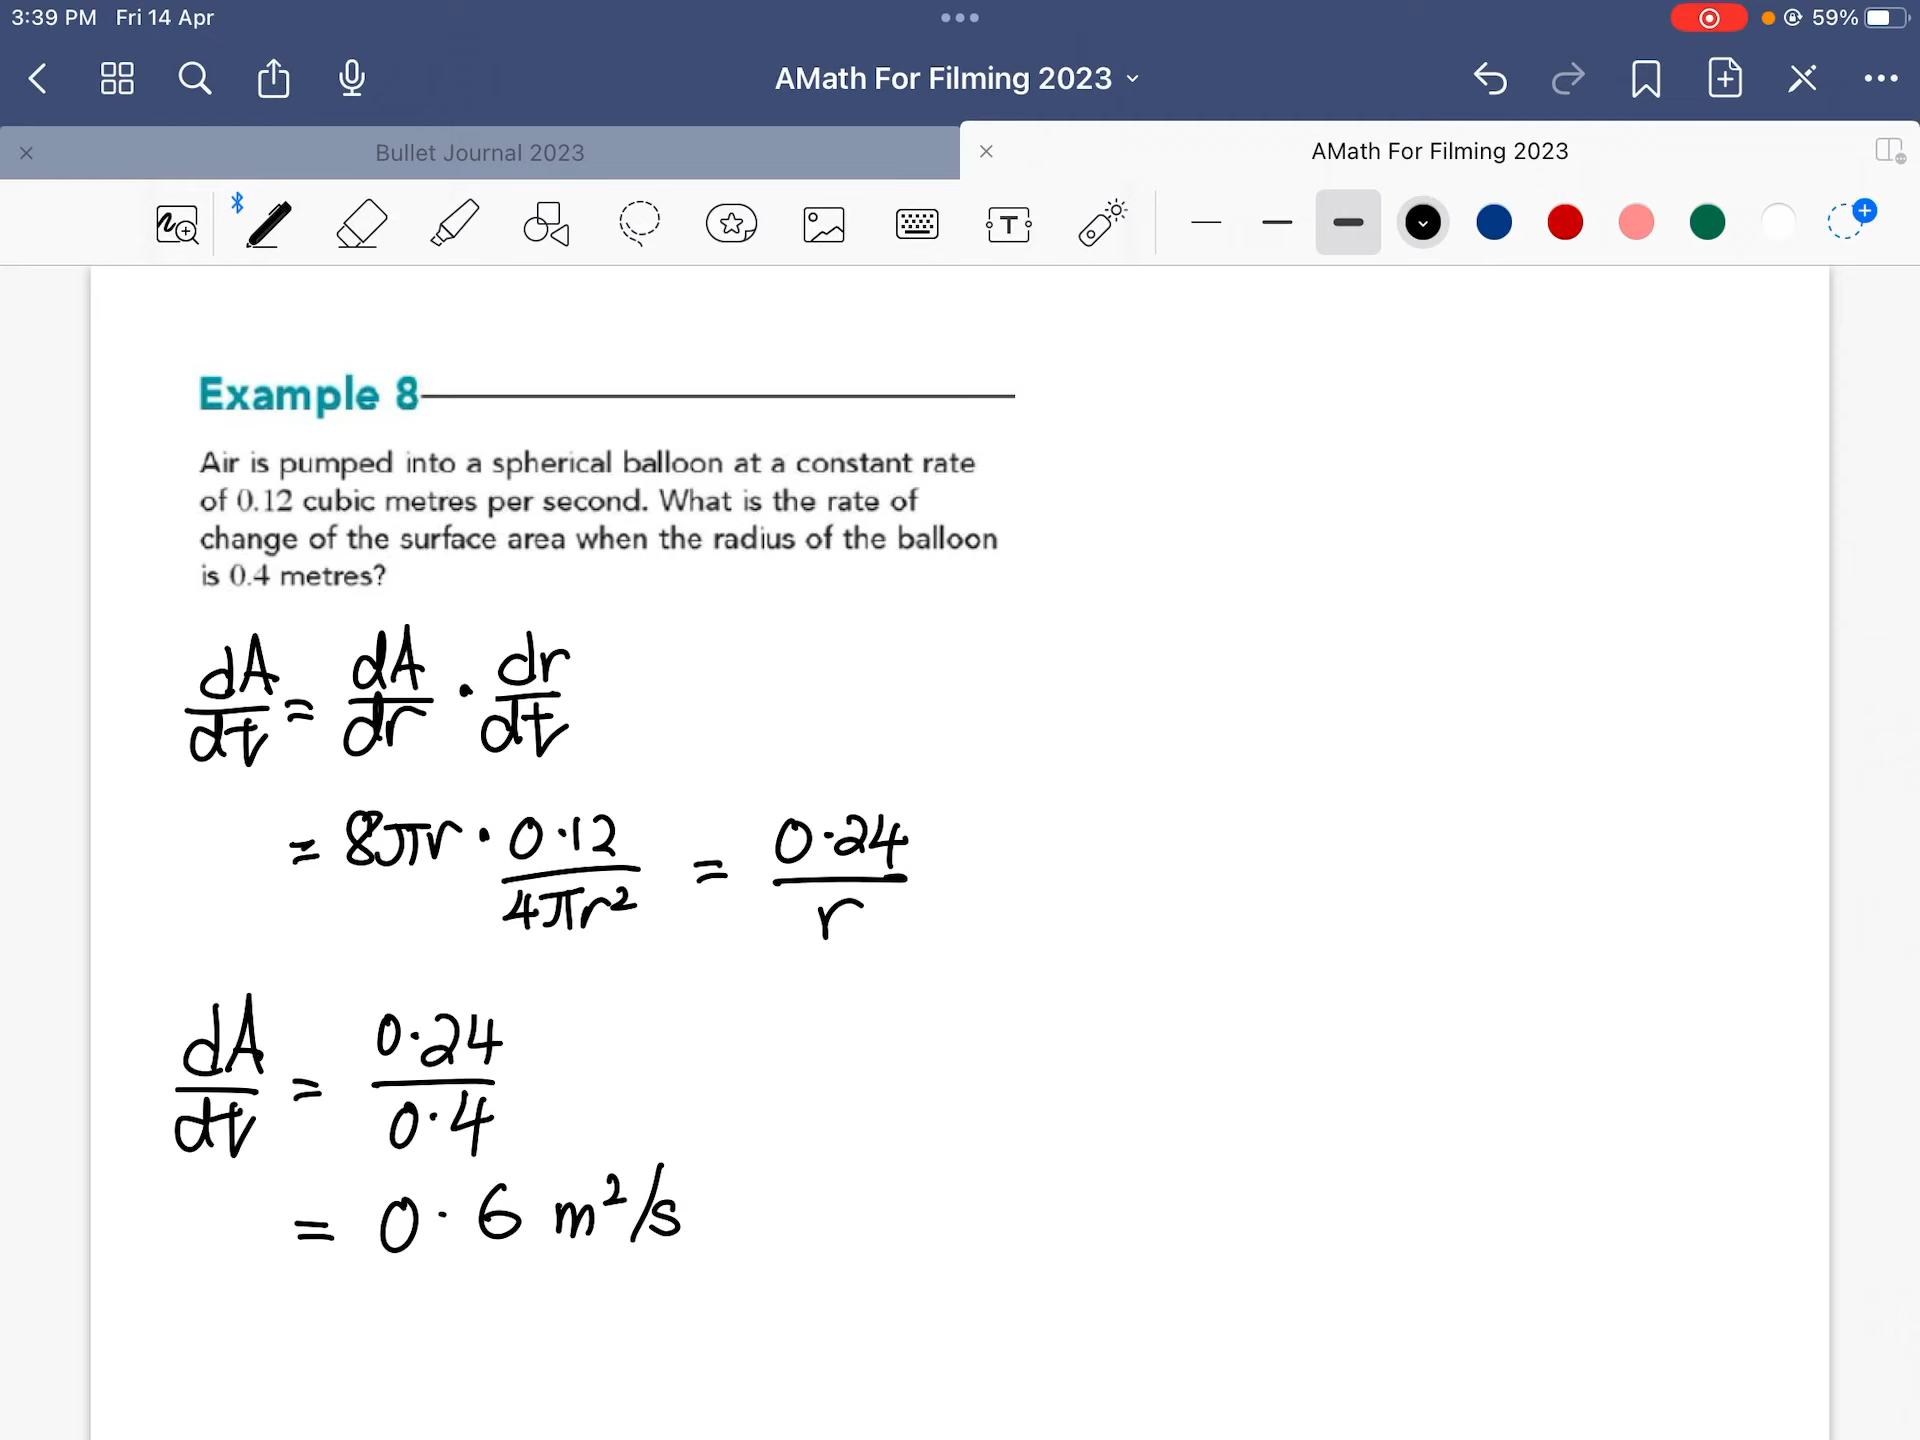 3:39 PM Fri 14 Apr
59%
AMath For Filming 2023
Bullet Journal 2023
AMath For Filming 2023
T
Example 8
Air is pumped into a spherical balloon at a constant rate
of 0.12 cubic metres per second. What is the rate of
change of the surface area when the radius of the balloon
is 0.4 metres?
dA/dt = dA/dr · dr/dt
= 8πr · 0.12/4πr² = 0.24/r
dA/dt = 0.24/0.4
= 0.6 m²/s